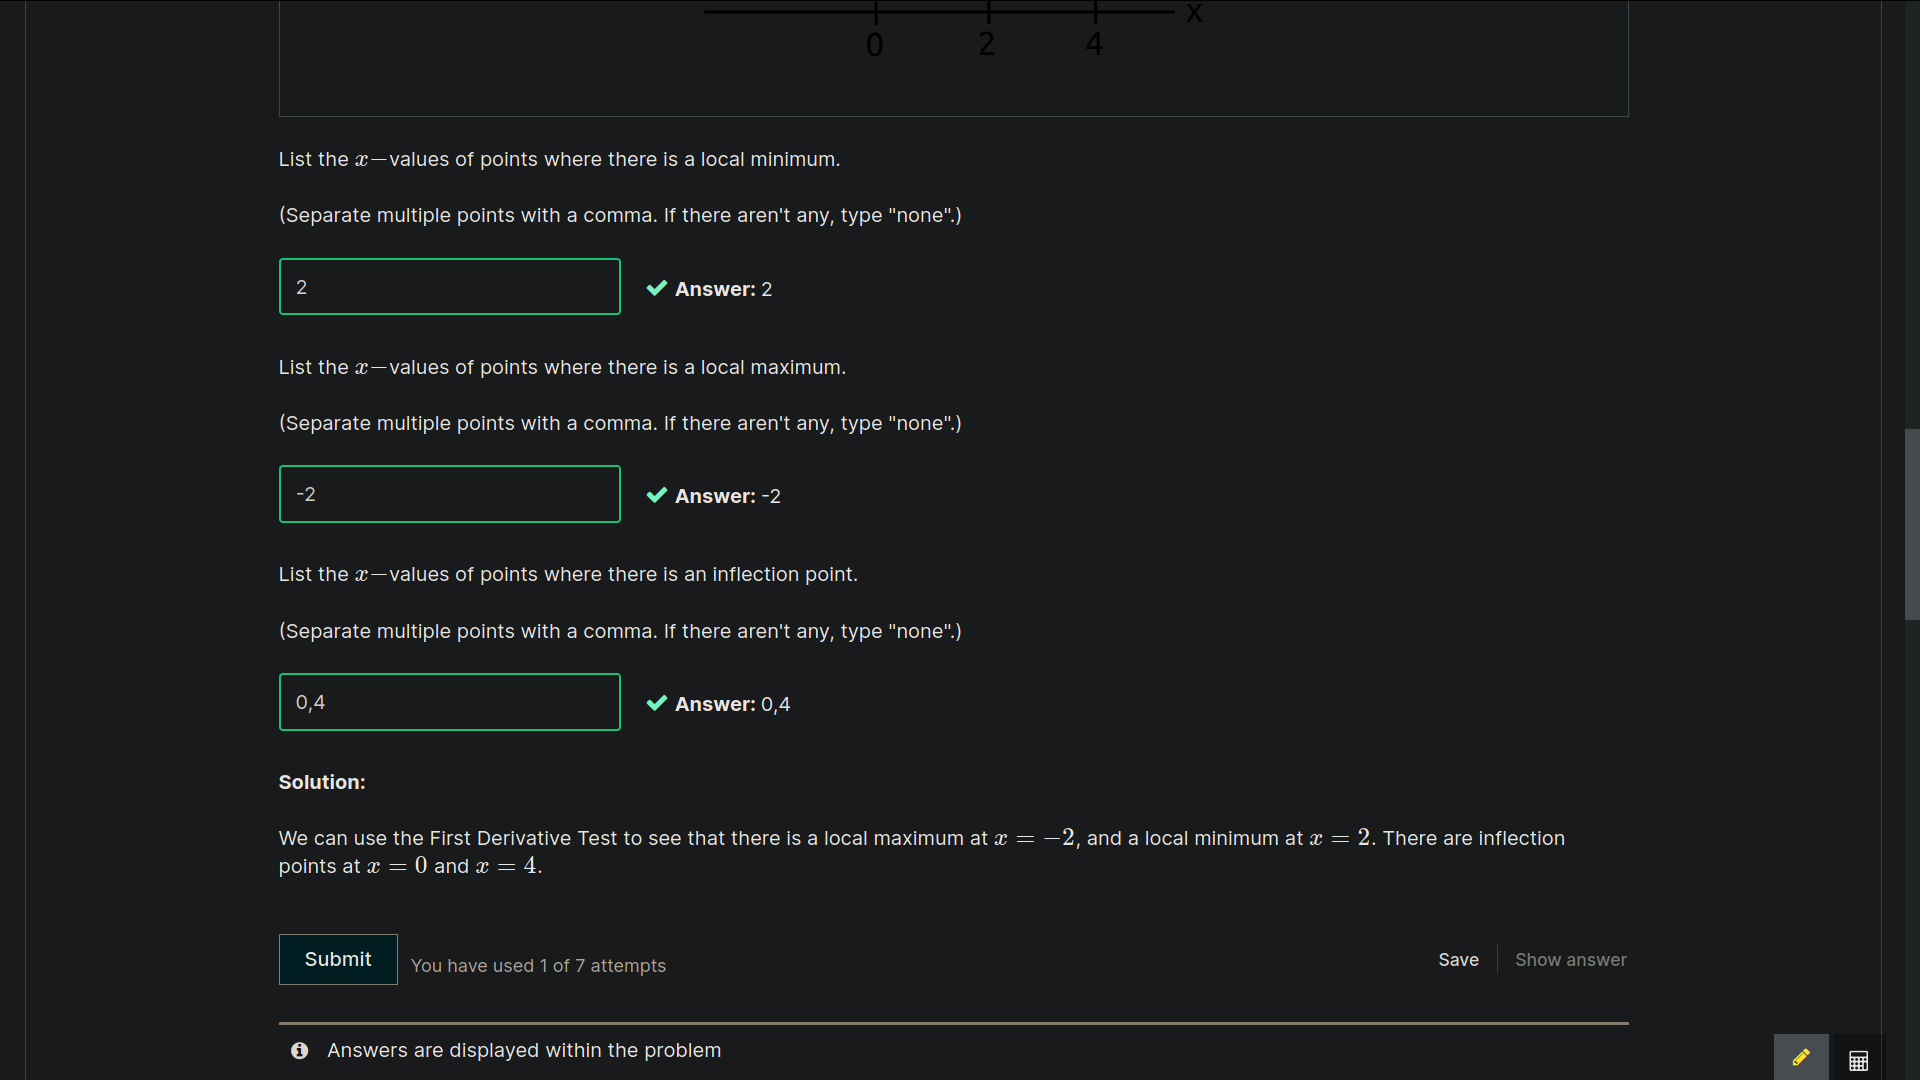 x
0 2 4
List the x−values of points where there is a local minimum.
(Separate multiple points with a comma. If there aren't any, type "none".)
2
Answer: 2
List the x−values of points where there is a local maximum.
(Separate multiple points with a comma. If there aren't any, type "none".)
-2
Answer: -2
List the x−values of points where there is an inflection point.
(Separate multiple points with a comma. If there aren't any, type "none".)
0,4
Answer: 0,4
Solution:
We can use the First Derivative Test to see that there is a local maximum at x = −2, and a local minimum at x = 2. There are inflection
points at x = 0 and x = 4.
Submit
You have used 1 of 7 attempts
Save
Show answer
Answers are displayed within the problem